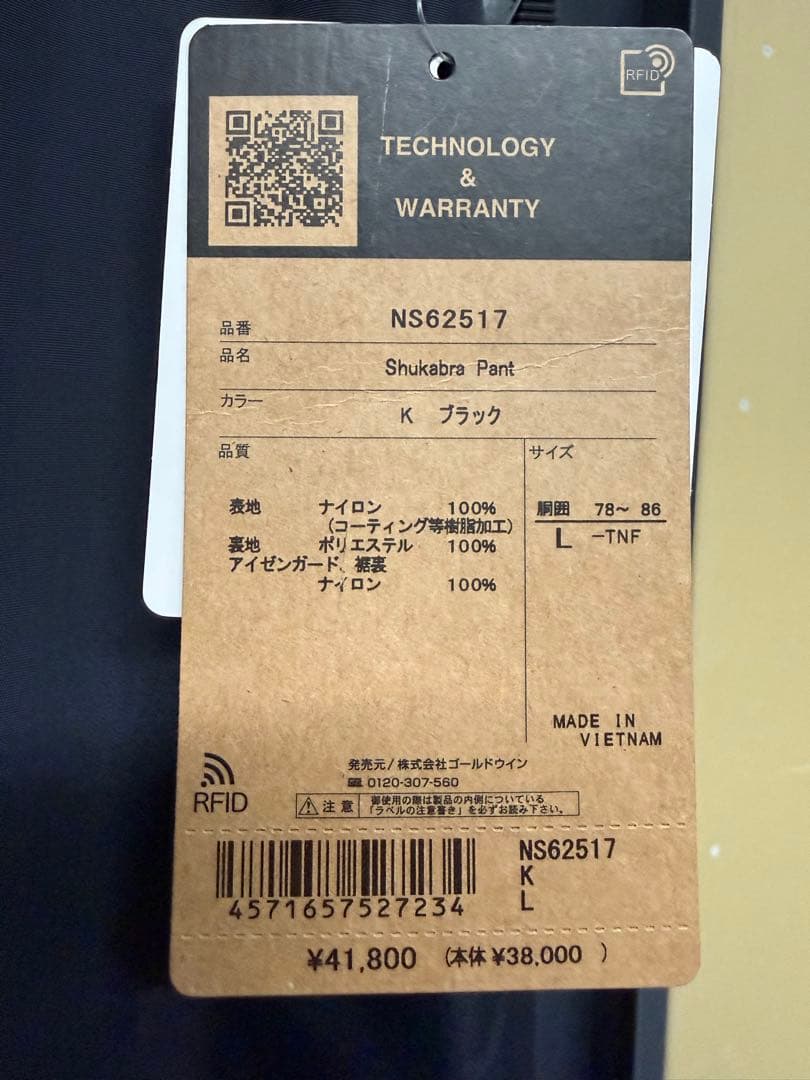 RFID
TECHNOLOGY
&
WARRANTY
品番 NS62517
品名 Shukabra Pant
カラー K ブラック
品質
表地 ナイロン 100%
(コーティング等樹脂加工)
裏地 ポリエステル 100%
アイゼンガード、裾裏
ナイロン 100%
サイズ
胴囲 78~ 86
L -TNF
MADE IN
VIETNAM
RFID
発売元/株式会社ゴールドウイン
0120-307-560
注意 御使用の際は製品の内側についている
「ラベルの注意書き」を必ずお読み下さい。
4571657527234
NS62517
K
L
¥41,800 (本体 ¥38,000 )